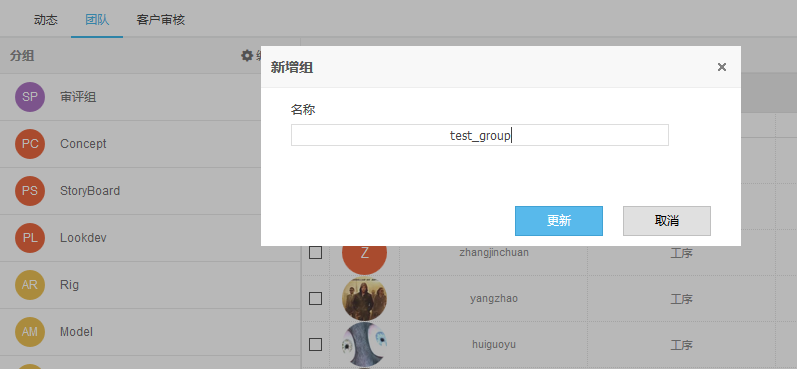 动态 团队 客户审核
分组
新增组 ×
SP 审评组
名称
PC Concept
test_group
PS StoryBoard
更新 取消
PL Lookdev
Z zhangjinchuan 工序
AR Rig
yangzhao 工序
AM Model
huiguoyu 工序